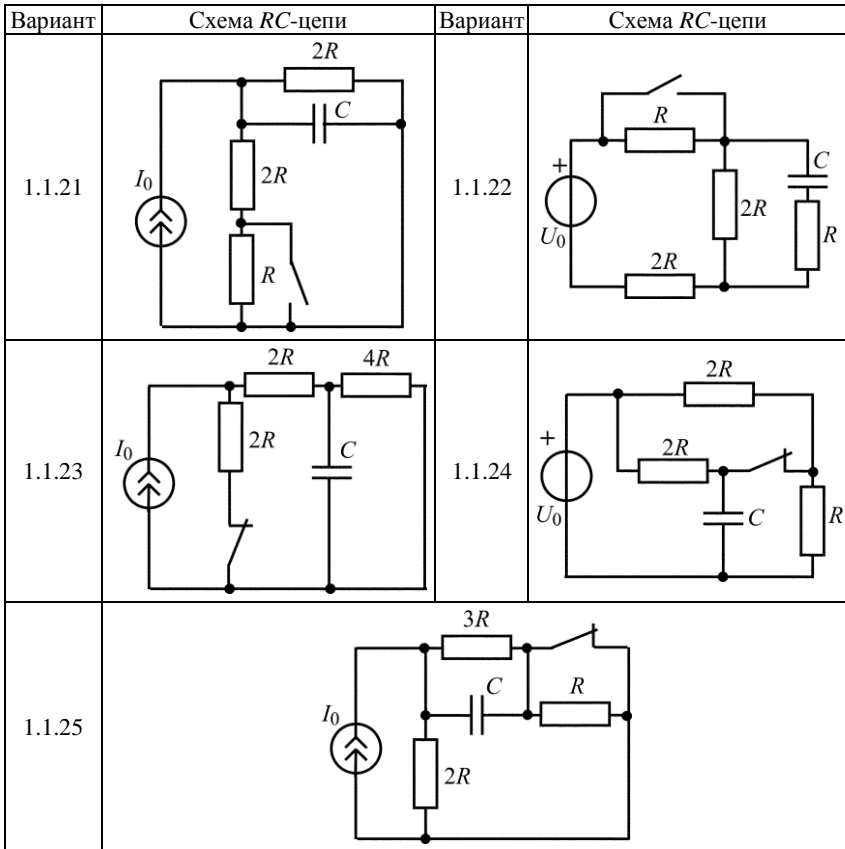 Вариант Схема RC-цепи Вариант Схема RC-цепи
1.1.21
2R
C
2R
I0
R
1.1.22
R
C
+
2R
U0
R
2R
1.1.23
2R 4R
2R
C
I0
1.1.24
2R
+
2R
U0
C
R
1.1.25
3R
C R
I0
2R